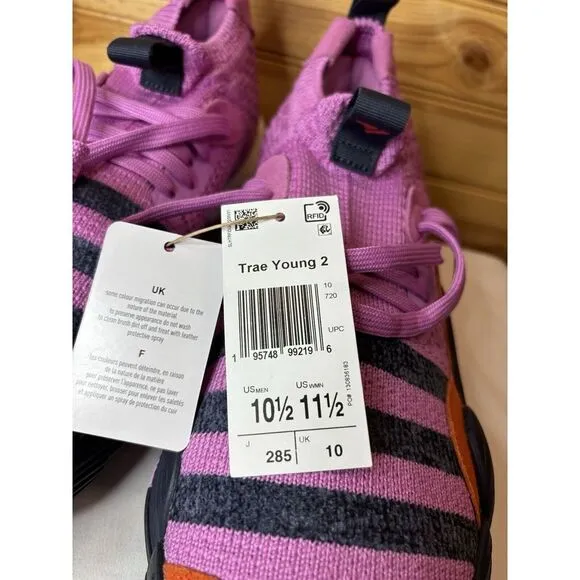 UK
some colour migration can occur due to the
nature of the material
to preserve appearance do not wash
to clean brush dirt off and treat with leather
protective spray
F
Les couleurs peuvent déteindre, en raison
de la nature de la matière
pour préserver l'apparence, ne pas laver
pour nettoyer, brosser pour enlever les saletés
et appliquer un spray de protection du cuir
RFID
Trae Young 2
10
720
UPC
1 95748 99219 6
US MEN
10½
US WMN
11½
J
285
UK
10